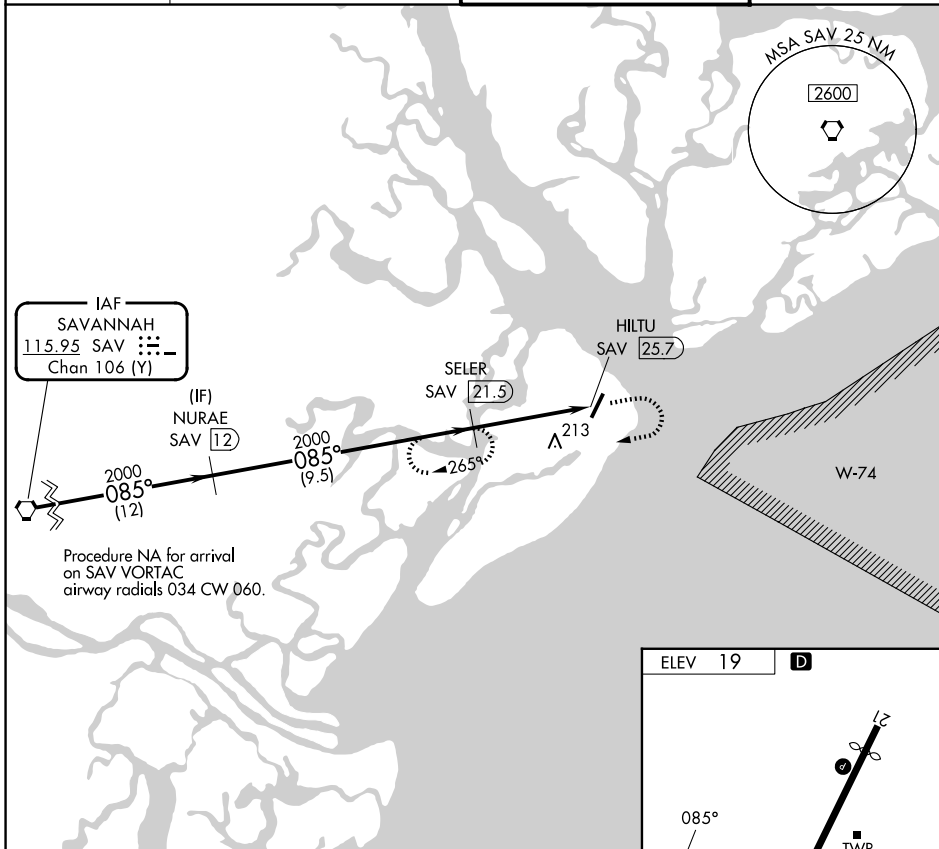 MSA SAV 25 NM
2600
IAF
SAVANNAH
115.95 SAV
Chan 106 (Y)
(IF)
NURAE
SAV 12
2000
085°
(12)
2000
085°
(9.5)
SELER
SAV 21.5
265°
HILTU
SAV 25.7
213
W-74
Procedure NA for arrival
on SAV VORTAC
airway radials 034 CW 060.
ELEV 19 D
21
P
085°
TWR